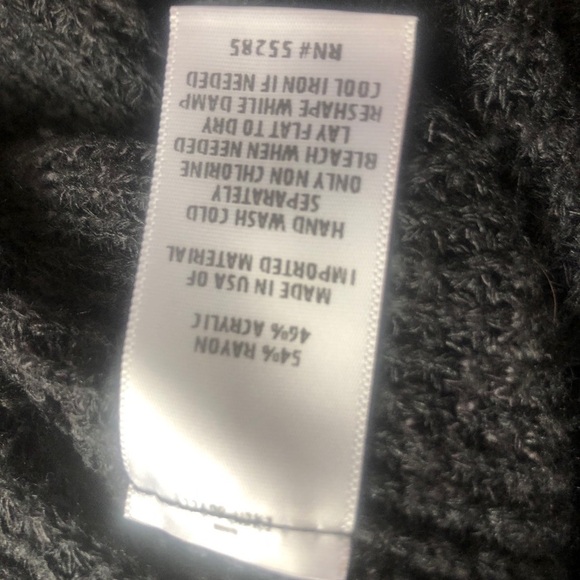 54% RAYON
46% ACRYLIC
MADE IN USA OF
IMPORTED MATERIAL
HAND WASH COLD
SEPARATELY
ONLY NON CHLORINE
BLEACH WHEN NEEDED
LAY FLAT TO DRY
RESHAPE WHILE DAMP
COOL IRON IF NEEDED
RN# 55285